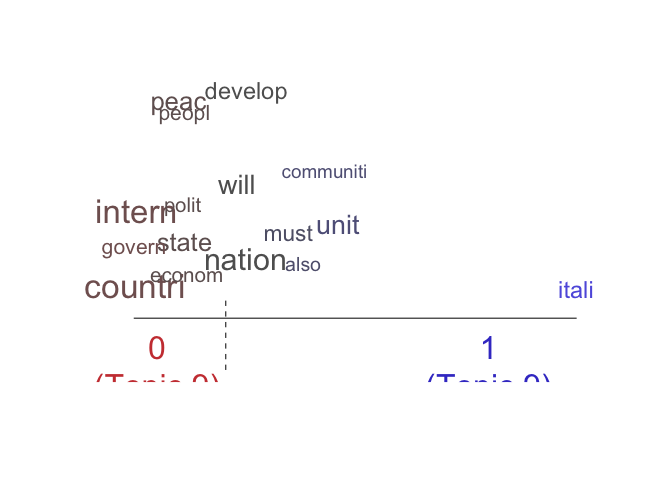 develop
peac
peopl
communiti
will
polit
intern
unit
must
state
govern
nation
also
econom
countri
itali
0 1
(Topic 9) (Topic 9)